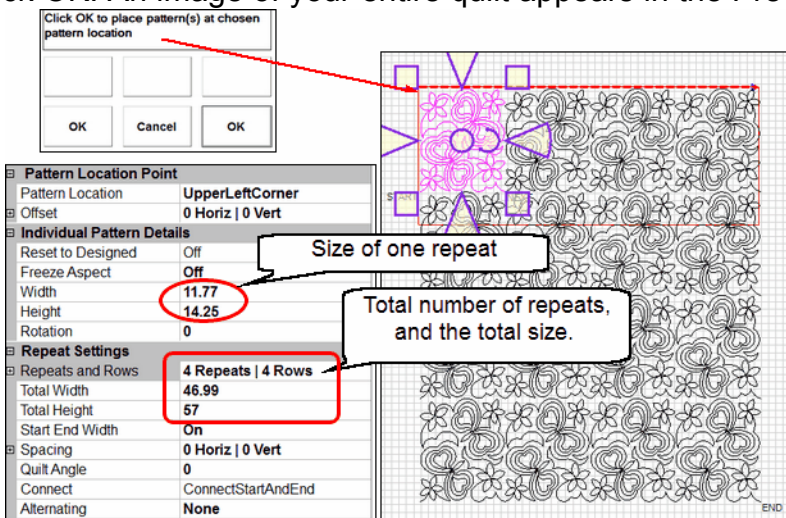 Click OK to place pattern(s) at chosen
pattern location
OK Cancel OK
Pattern Location Point
Pattern Location UpperLeftCorner
Offset 0 Horiz | 0 Vert
Individual Pattern Details
Reset to Designed Off
Freeze Aspect Off
Width 11.77
Height 14.25
Rotation 0
Repeat Settings
Repeats and Rows 4 Repeats | 4 Rows
Total Width 46.99
Total Height 57
Start End Width On
Spacing 0 Horiz | 0 Vert
Quilt Angle 0
Connect ConnectStartAndEnd
Alternating None
Size of one repeat
Total number of repeats,
and the total size.
END